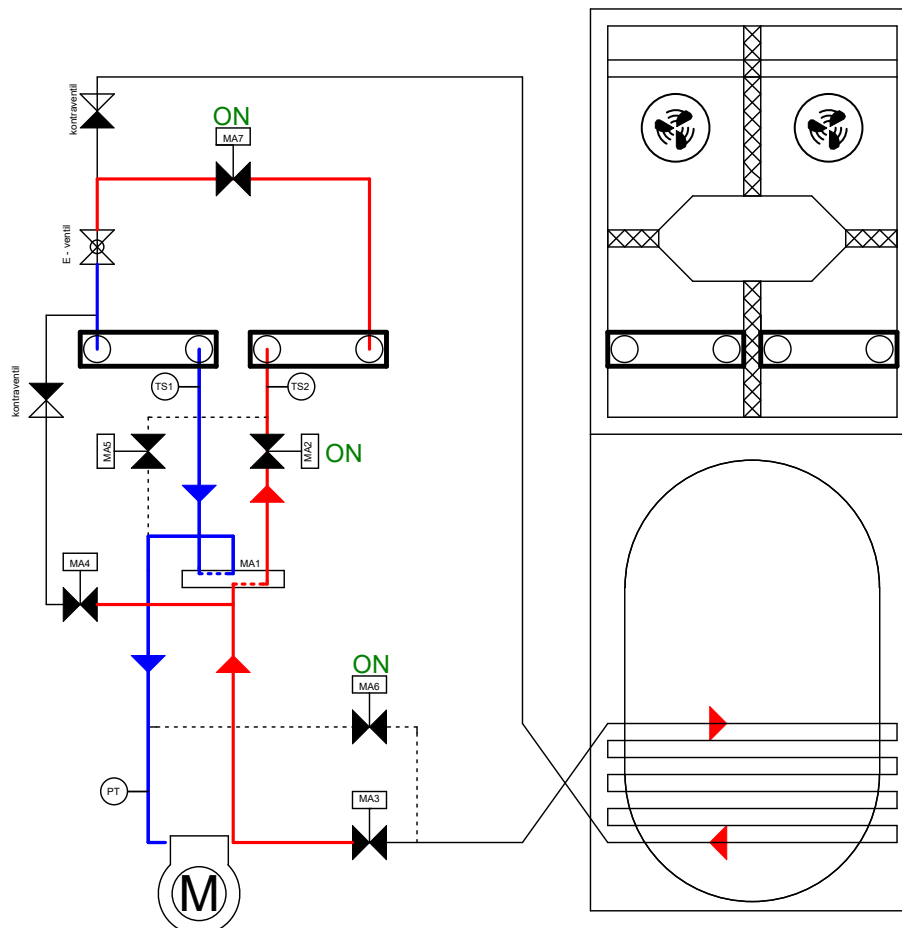 kontraventil
ON
MA7
E - ventil
TS1
TS2
kontraventil
MA5
MA2
ON
MA1
MA4
ON
MA6
PT
MA3
M